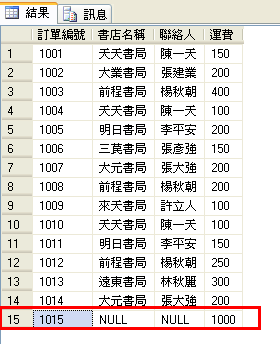 結果 訊息
訂單編號 書店名稱 聯絡人 運費
1 1001 天天書局 陳一天 150
2 1002 大業書局 張建業 200
3 1003 前程書局 楊秋朝 400
4 1004 天天書局 陳一天 100
5 1005 明日書局 李平安 200
6 1006 三莫書局 張彥強 150
7 1007 大元書局 張大強 200
8 1008 前程書局 楊秋朝 200
9 1009 來天書局 許立人 100
10 1010 天天書局 陳一天 100
11 1011 明日書局 李平安 150
12 1012 前程書局 楊秋朝 250
13 1013 遠東書局 林秋麗 300
14 1014 大元書局 張大強 200
15 1015 NULL NULL 1000